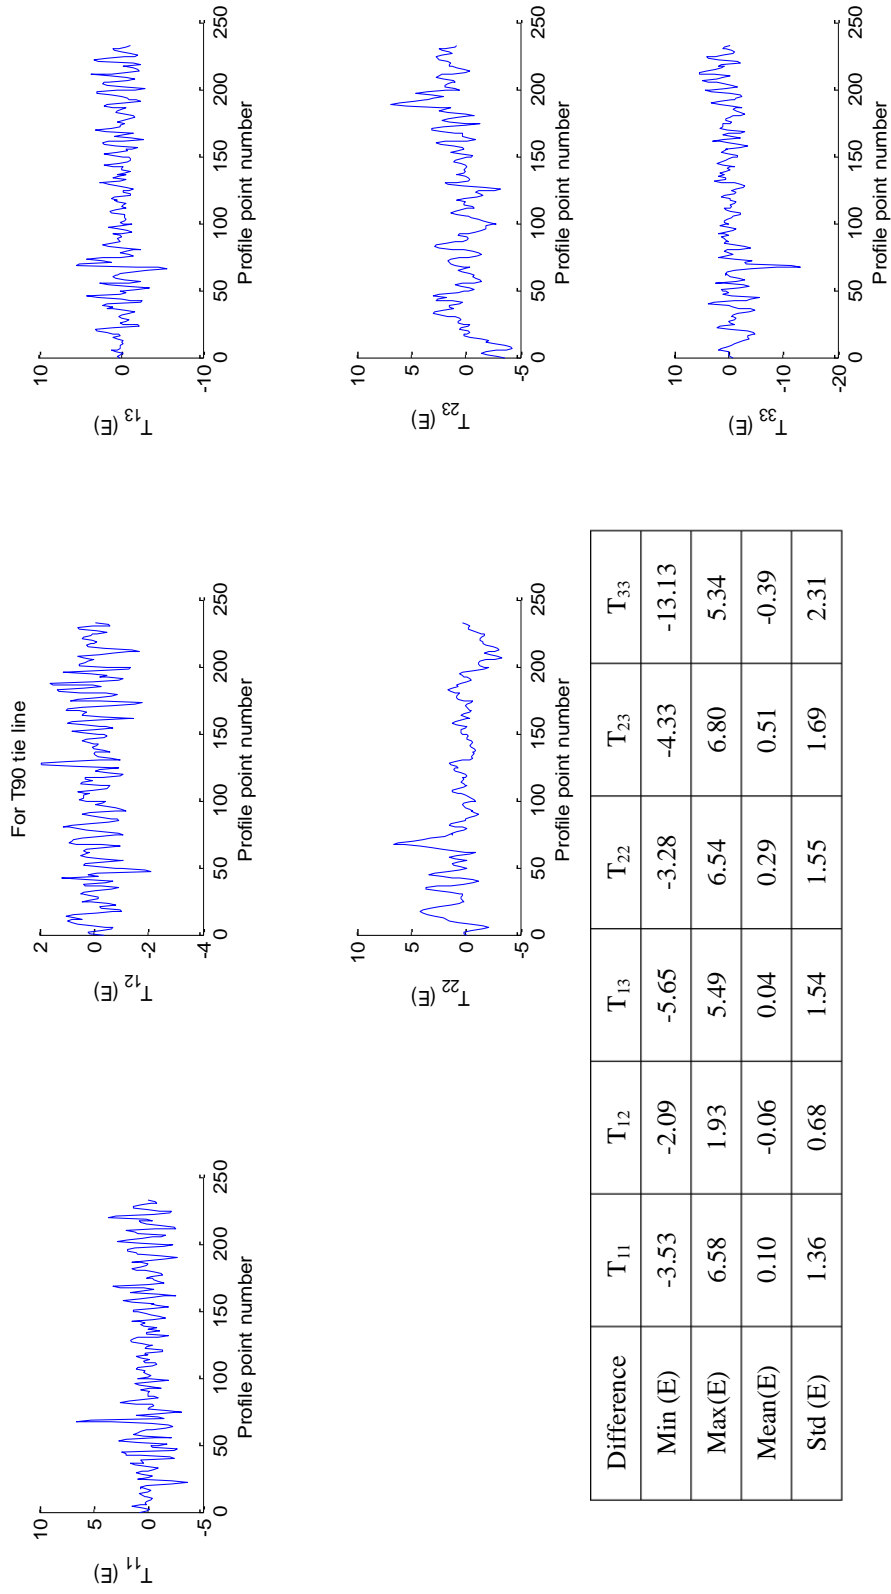 For T90 tie line
10
5
0
-5
T11 (E)
0 50 100 150 200 250
Profile point number
2
0
-2
-4
T12 (E)
0 50 100 150 200 250
Profile point number
10
0
-10
T13 (E)
0 50 100 150 200 250
Profile point number
10
5
0
-5
T22 (E)
0 50 100 150 200 250
Profile point number
10
5
0
-5
T23 (E)
0 50 100 150 200 250
Profile point number
10
0
-10
-20
T33 (E)
0 50 100 150 200 250
Profile point number
Difference T11 T12 T13 T22 T23 T33
Min (E) -3.53 -2.09 -5.65 -3.28 -4.33 -13.13
Max(E) 6.58 1.93 5.49 6.54 6.80 5.34
Mean(E) 0.10 -0.06 0.04 0.29 0.51 -0.39
Std (E) 1.36 0.68 1.54 1.55 1.69 2.31